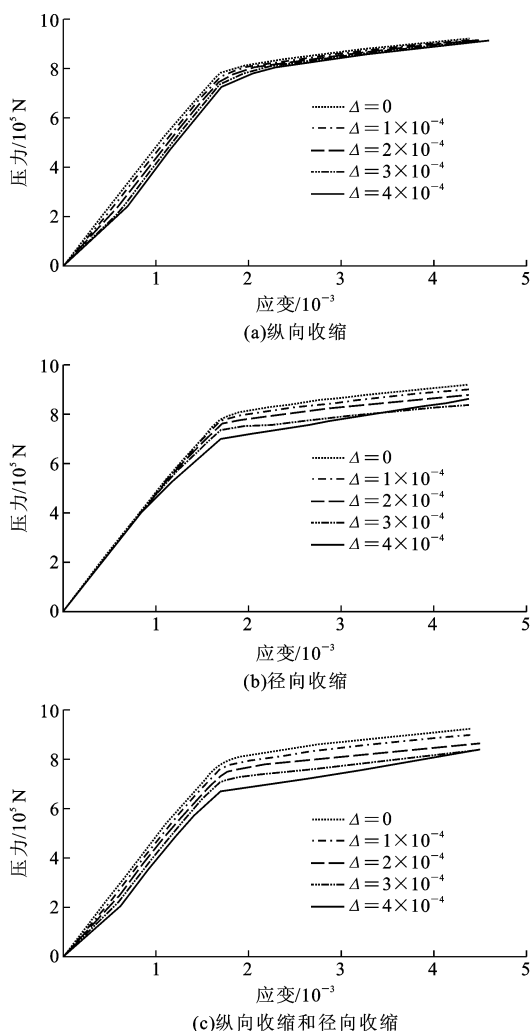 10
8
6
4
2
0
压力/10⁵ N
Δ=0
Δ=1×10⁻⁴
Δ=2×10⁻⁴
Δ=3×10⁻⁴
Δ=4×10⁻⁴
1 2 3 4 5
应变/10⁻³
(a)纵向收缩
10
8
6
4
2
0
压力/10⁵ N
Δ=0
Δ=1×10⁻⁴
Δ=2×10⁻⁴
Δ=3×10⁻⁴
Δ=4×10⁻⁴
1 2 3 4 5
应变/10⁻³
(b)径向收缩
10
8
6
4
2
0
压力/10⁵ N
Δ=0
Δ=1×10⁻⁴
Δ=2×10⁻⁴
Δ=3×10⁻⁴
Δ=4×10⁻⁴
1 2 3 4 5
应变/10⁻³
(c)纵向收缩和径向收缩